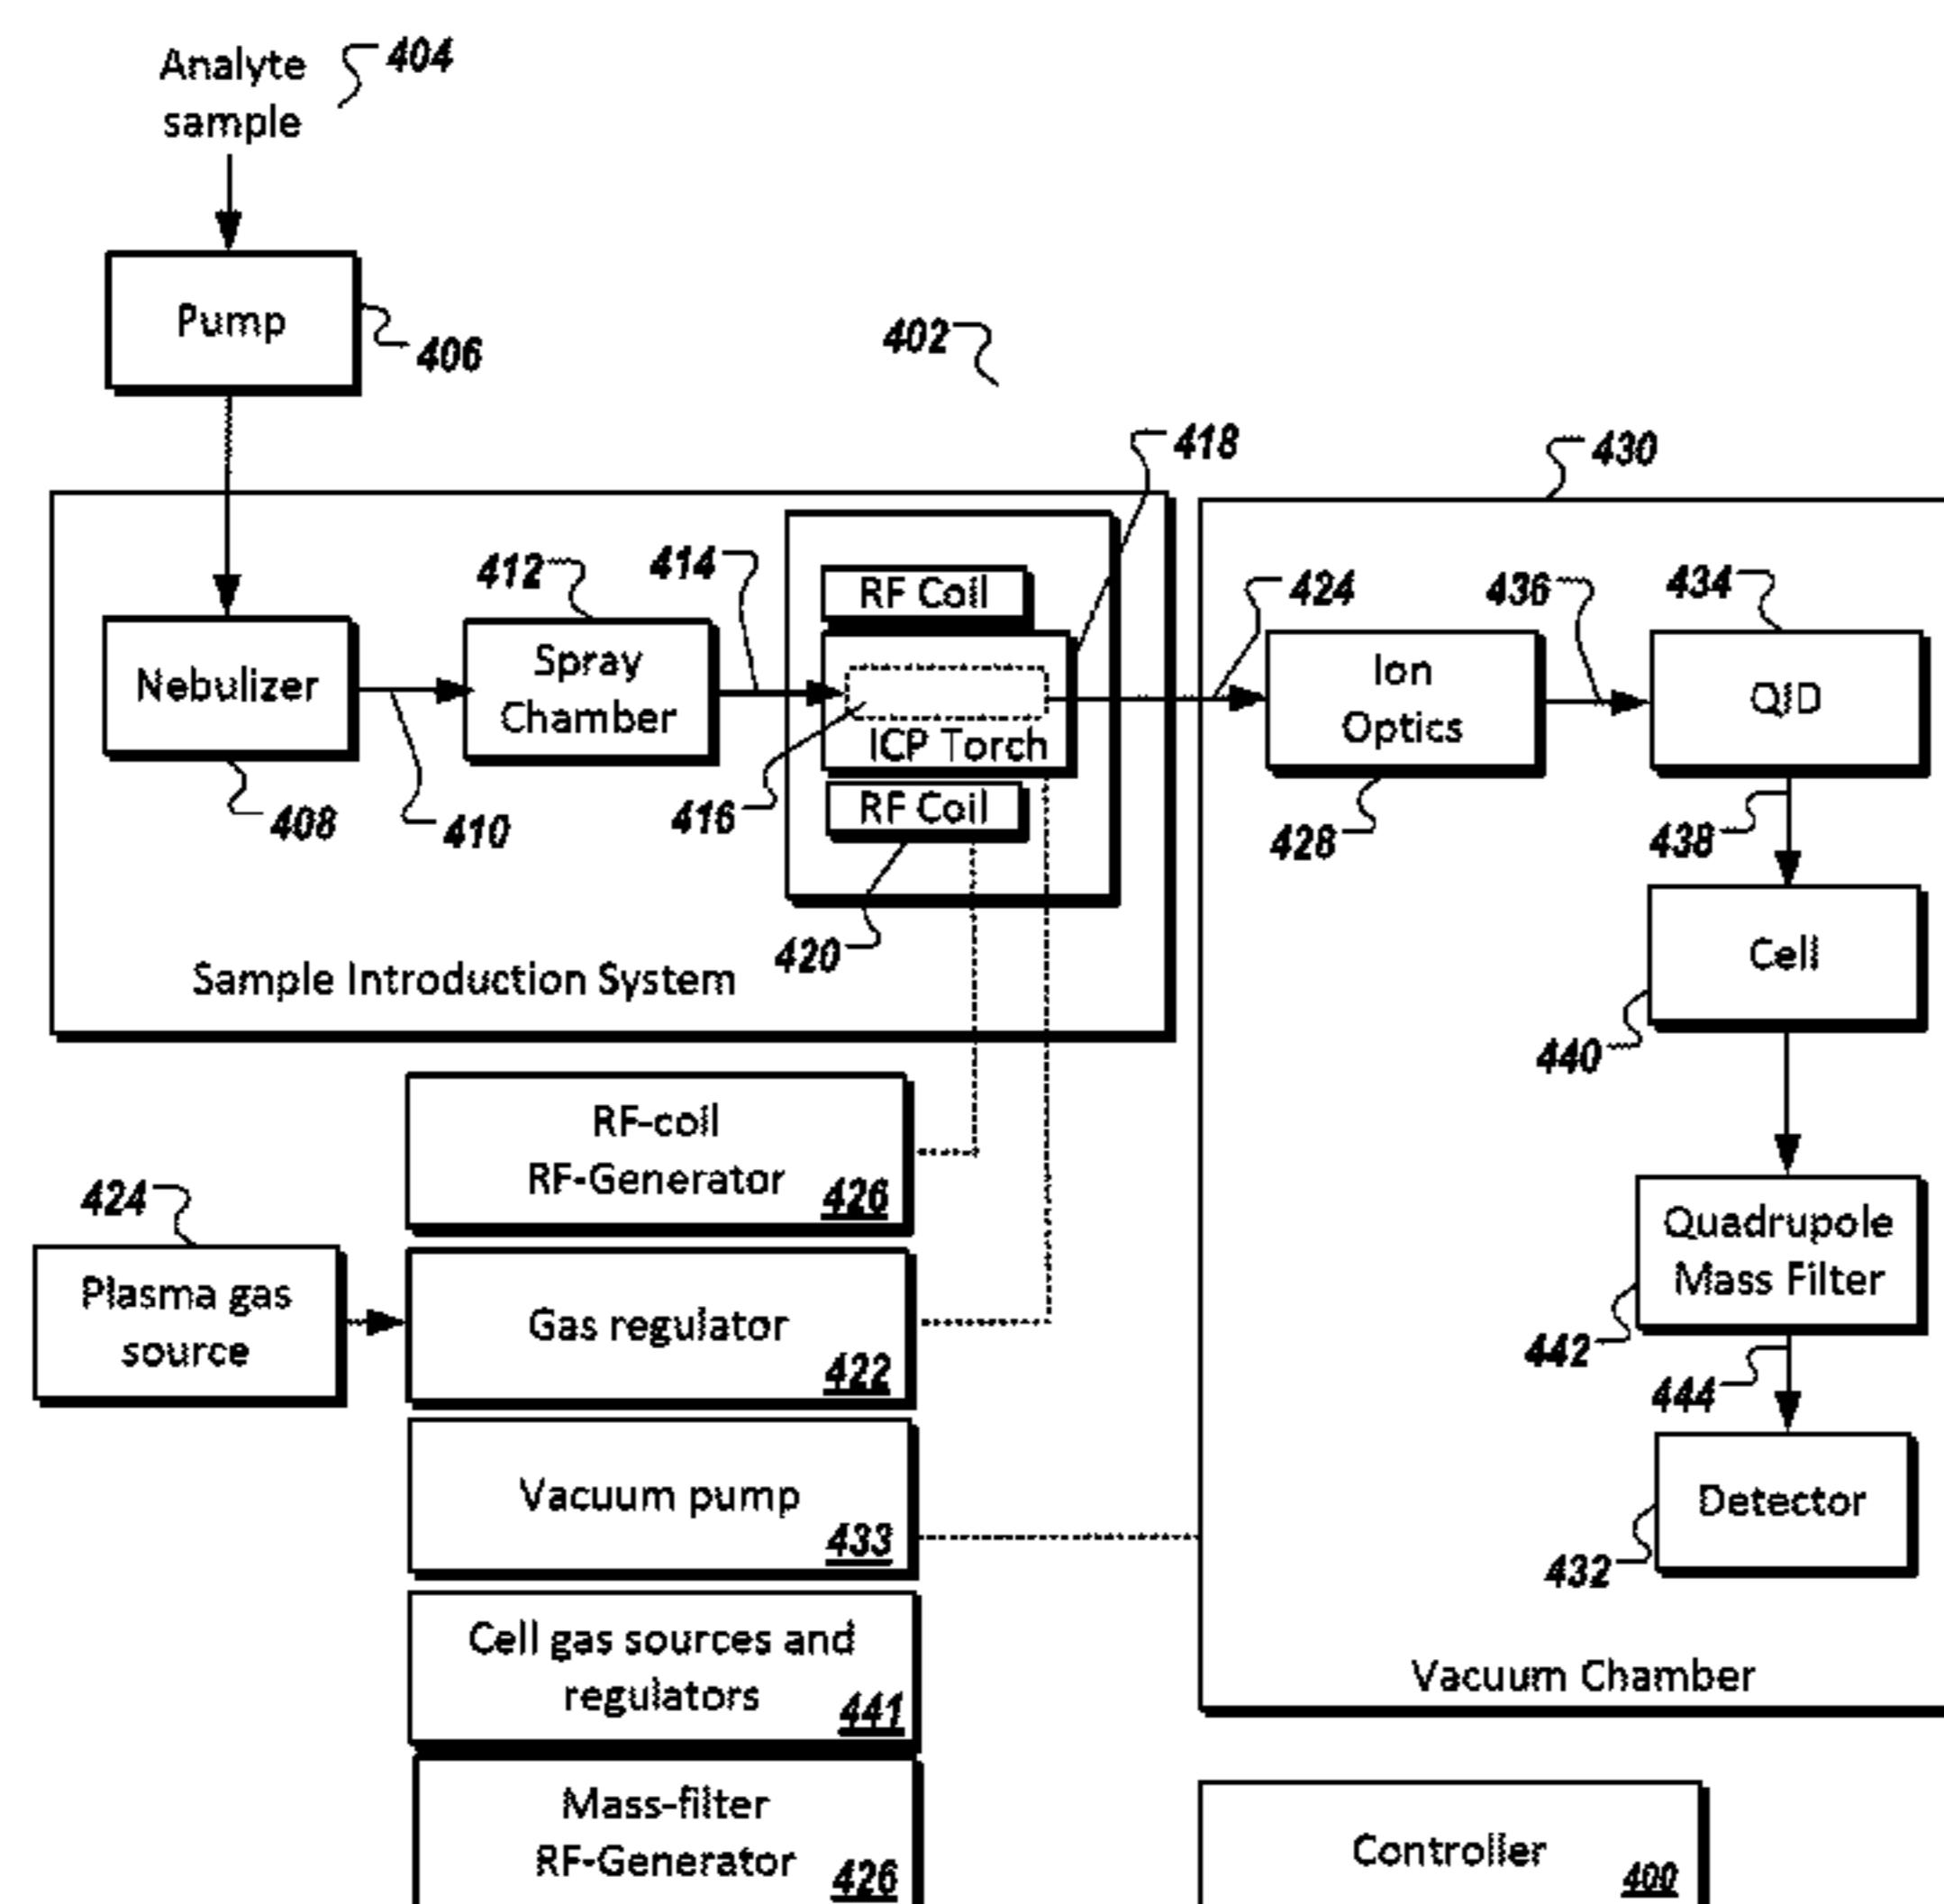 Analyte
sample
404
Pump
406
402
418
430
412
414
RF Coil
424
436
434
Nebulizer
Spray
Chamber
ICP Torch
Ion
Optics
QID
408
410
416
RF Coil
428
438
420
Sample Introduction System
Cell
440
RF-coil
RF-Generator
426
424
Plasma gas
source
Gas regulator
422
Quadrupole
Mass Filter
442
444
Vacuum pump
433
Detector
432
Cell gas sources and
regulators
441
Vacuum Chamber
Mass-filter
RF-Generator
426
Controller
400